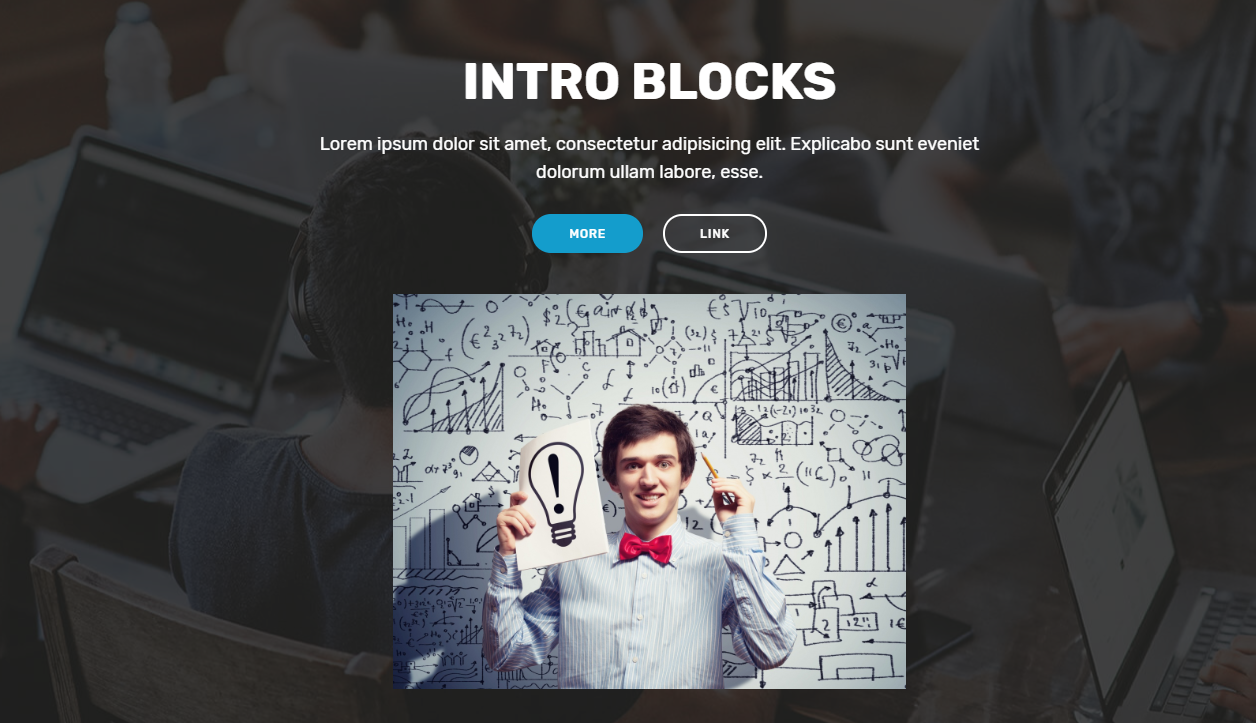 INTRO BLOCKS
Lorem ipsum dolor sit amet, consectetur adipisicing elit. Explicabo sunt eveniet
dolorum ullam labore, esse.
MORE
LINK